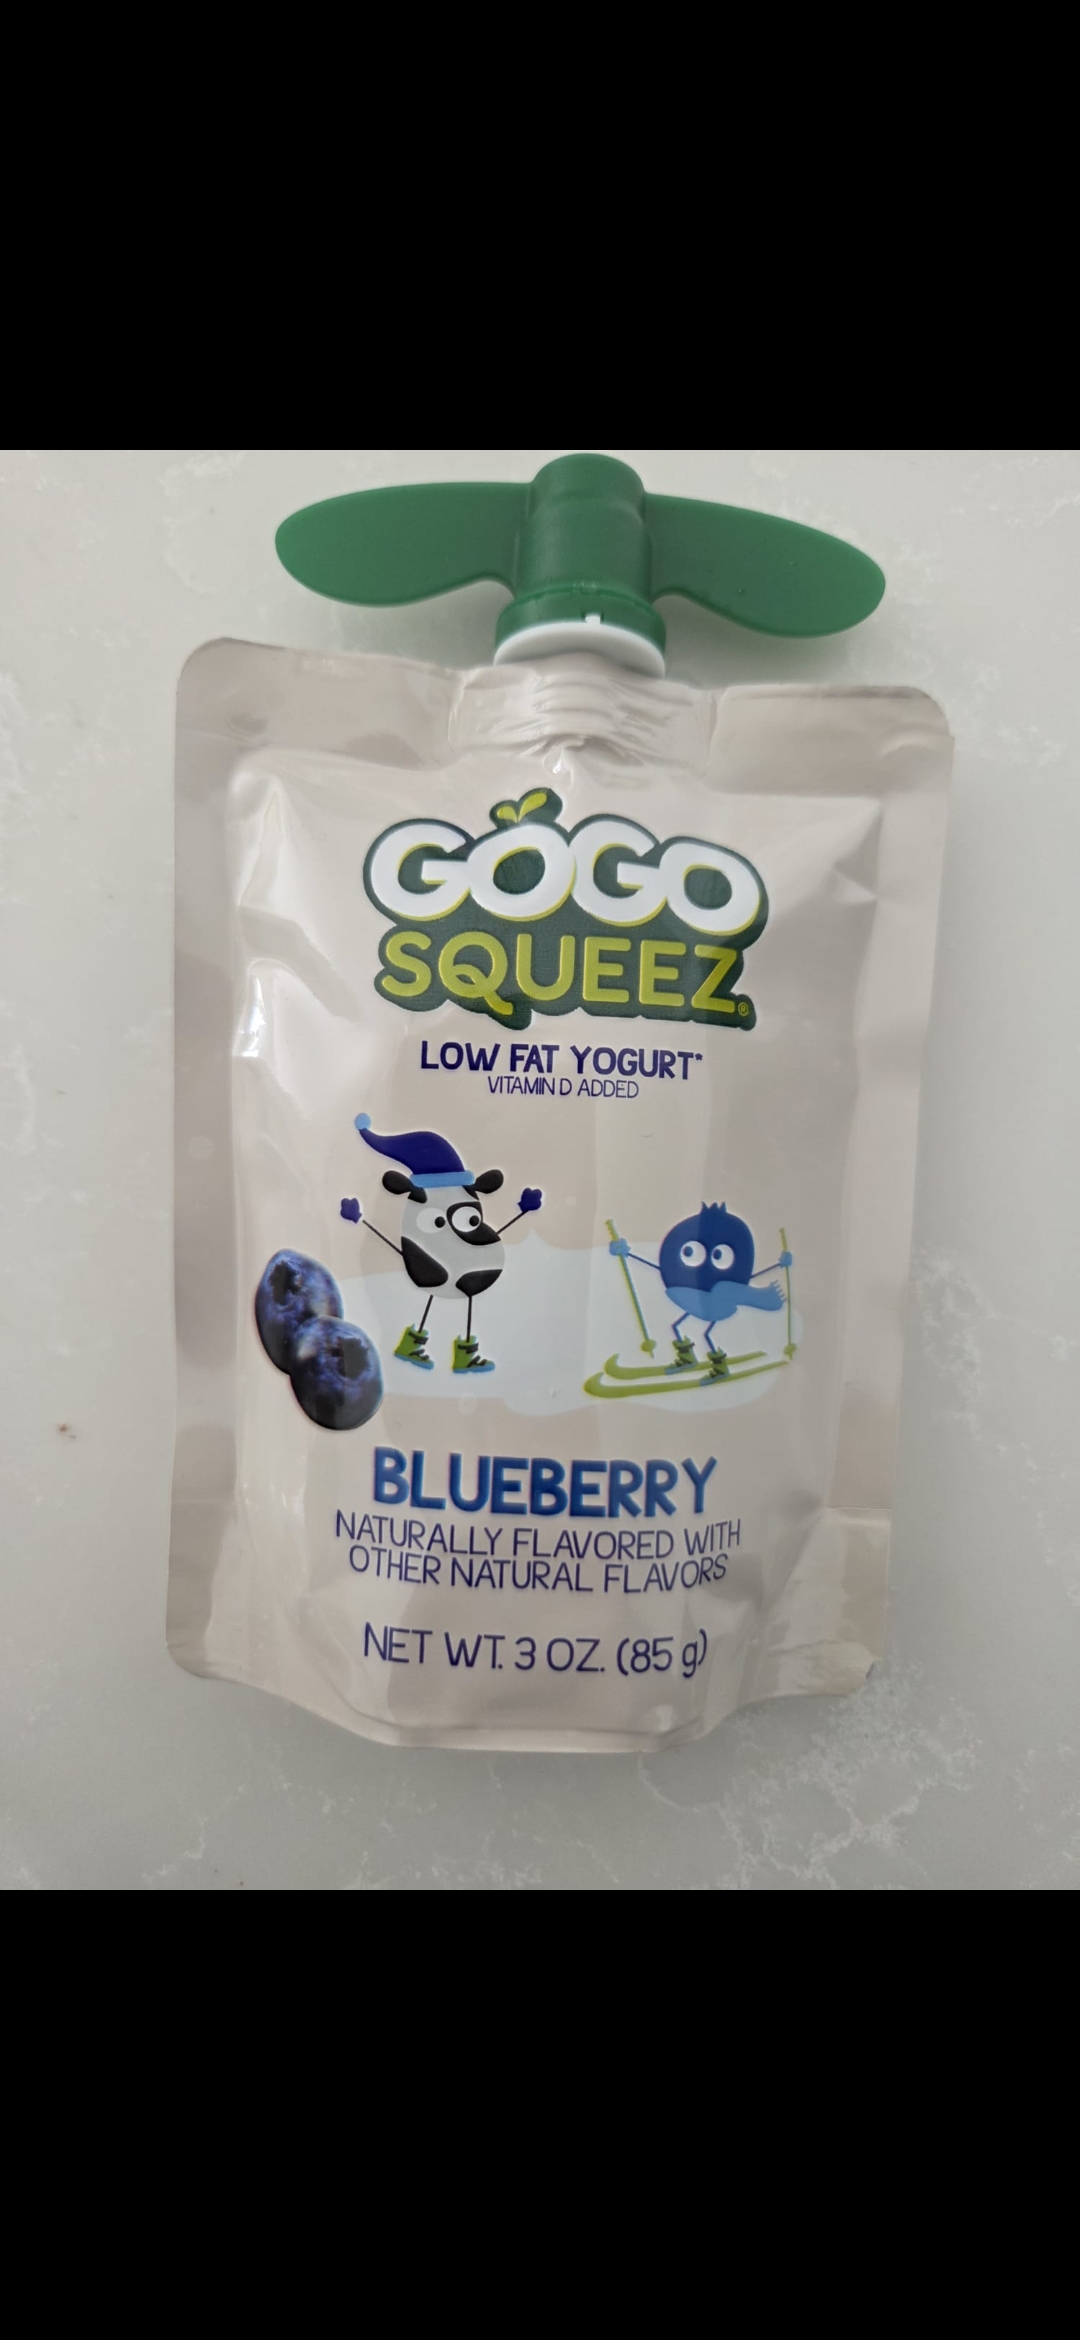 GOGO
SQUEEZ®
LOW FAT YOGURT*
VITAMIN D ADDED
BLUEBERRY
NATURALLY FLAVORED WITH
OTHER NATURAL FLAVORS
NET WT. 3 OZ. (85 g)